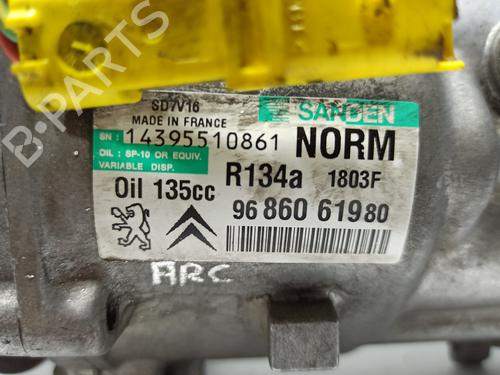 SD7V16
SANDEN
MADE IN FRANCE
SN: 14395510861 NORM
OIL : SP-10 OR EQUIV.
VARIABLE DISP.
Oil 135cc R134a 1803F
96 860 619 80
ARC
B-PARTS